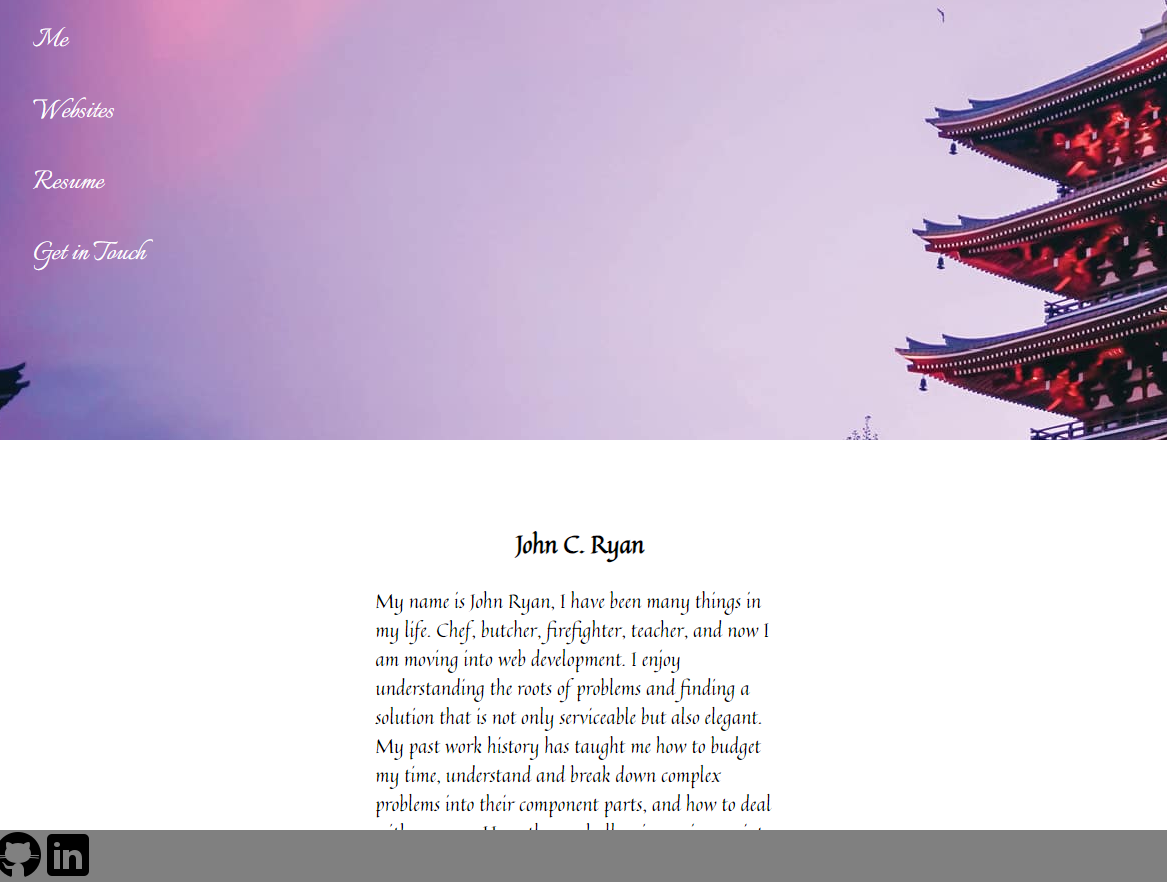 Me
Websites
Resume
Get in Touch
John C. Ryan
My name is John Ryan, I have been many things in
my life. Chef, butcher, firefighter, teacher, and now I
am moving into web development. I enjoy
understanding the roots of problems and finding a
solution that is not only serviceable but also elegant.
My past work history has taught me how to budget
my time, understand and break down complex
problems into their component parts, and how to deal
in